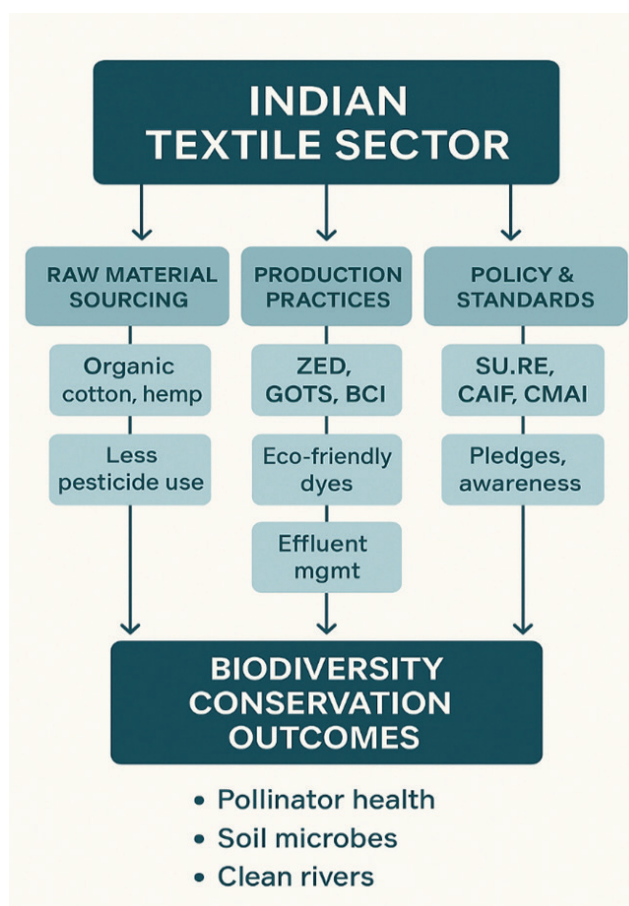 INDIAN
TEXTILE SECTOR
RAW MATERIAL
SOURCING
Organic
cotton, hemp
Less
pesticide use
PRODUCTION
PRACTICES
ZED,
GOTS, BCI
Eco-friendly
dyes
Effluent
mgmt
POLICY &
STANDARDS
SU.RE,
CAIF, CMAI
Pledges,
awareness
BIODIVERSITY
CONSERVATION
OUTCOMES
• Pollinator health
• Soil microbes
• Clean rivers